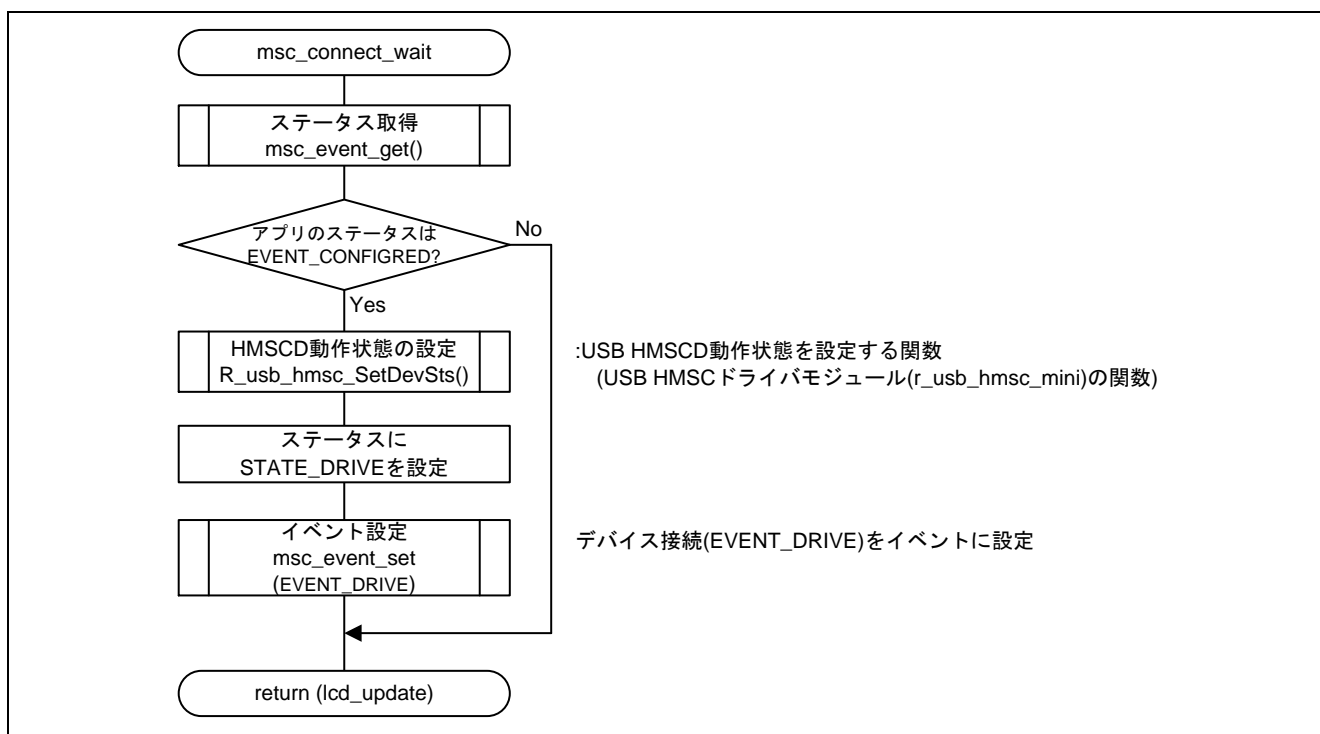 msc_connect_wait
ステータス取得
msc_event_get()
アプリのステータスは
EVENT_CONFIGRED?
No
Yes
HMSCD動作状態の設定
R_usb_hmsc_SetDevSts()
:USB HMSCD動作状態を設定する関数
(USB HMSCドライバモジュール(r_usb_hmsc_mini)の関数)
ステータスに
STATE_DRIVEを設定
イベント設定
msc_event_set
(EVENT_DRIVE)
デバイス接続(EVENT_DRIVE)をイベントに設定
return (lcd_update)